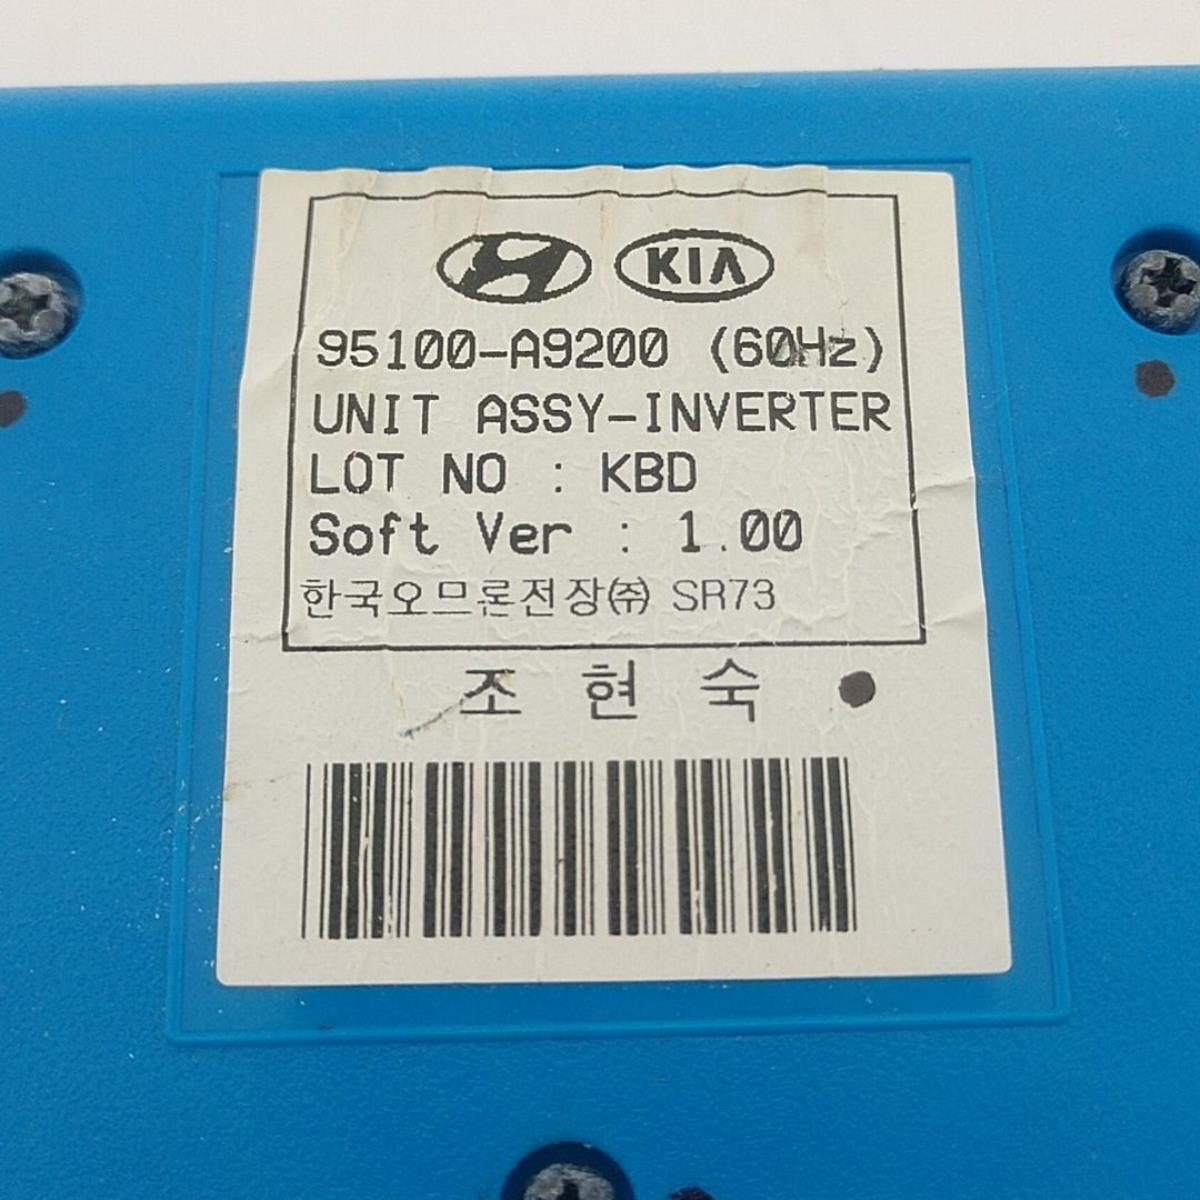 KIA
95100-A9200 (60Hz)
UNIT ASSY-INVERTER
LOT NO : KBD
Soft Ver : 1.00
한국오므론전장㈜ SR73
조 현 숙